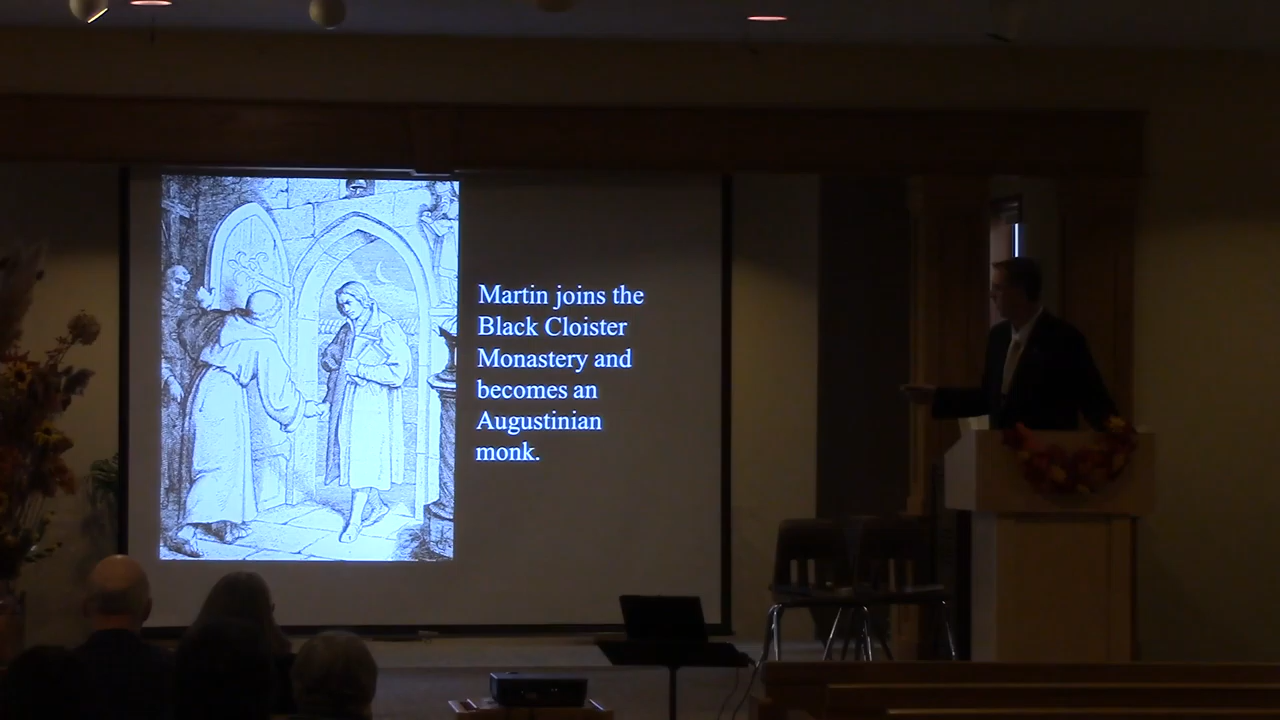 Martin joins the
Black Cloister
Monastery and
becomes an
Augustinian
monk.